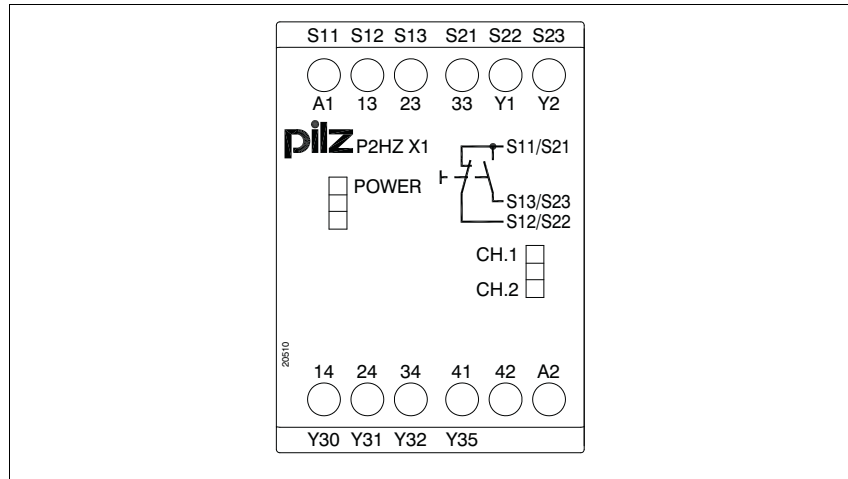 S11 S12 S13 S21 S22 S23
A1 13 23 33 Y1 Y2
pilz P2HZ X1
S11/S21
POWER
S13/S23
S12/S22
CH.1
CH.2
20510
14 24 34 41 42 A2
Y30 Y31 Y32 Y35